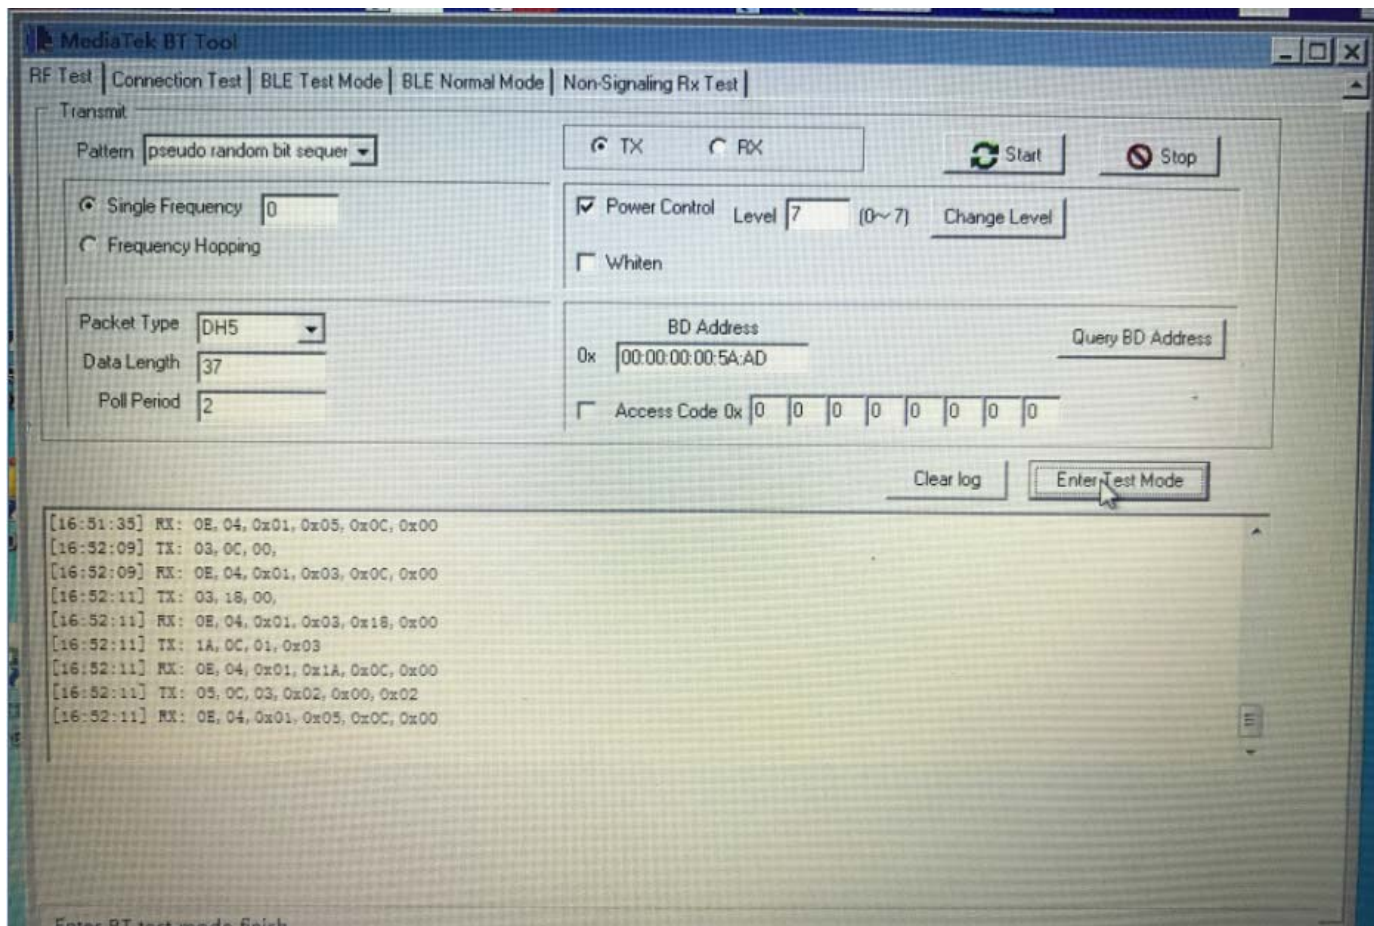 MediaTek BT Tool
RF Test Connection Test BLE Test Mode BLE Normal Mode Non-Signaling Rx Test
Transmit
Pattern pseudo random bit sequer TX RX Start Stop
Single Frequency 0 Power Control Level 7 (0~7) Change Level
Frequency Hopping Whiten
Packet Type DH5 BD Address Query BD Address
Data Length 37 0x 00:00:00:00:5A:AD
Poll Period 2 Access Code 0x 0 0 0 0 0 0 0 0
Clear log Enter Test Mode
[16:51:35] RX: 0E, 04, 0x01, 0x05, 0x0C, 0x00
[16:52:09] TX: 03, 0C, 00,
[16:52:09] RX: 0E, 04, 0x01, 0x03, 0x0C, 0x00
[16:52:11] TX: 03, 18, 00,
[16:52:11] RX: 0E, 04, 0x01, 0x03, 0x18, 0x00
[16:52:11] TX: 1A, 0C, 01, 0x03
[16:52:11] RX: 0E, 04, 0x01, 0x1A, 0x0C, 0x00
[16:52:11] TX: 05, 0C, 03, 0x02, 0x00, 0x02
[16:52:11] RX: 0E, 04, 0x01, 0x05, 0x0C, 0x00
Enter BT test mode finish